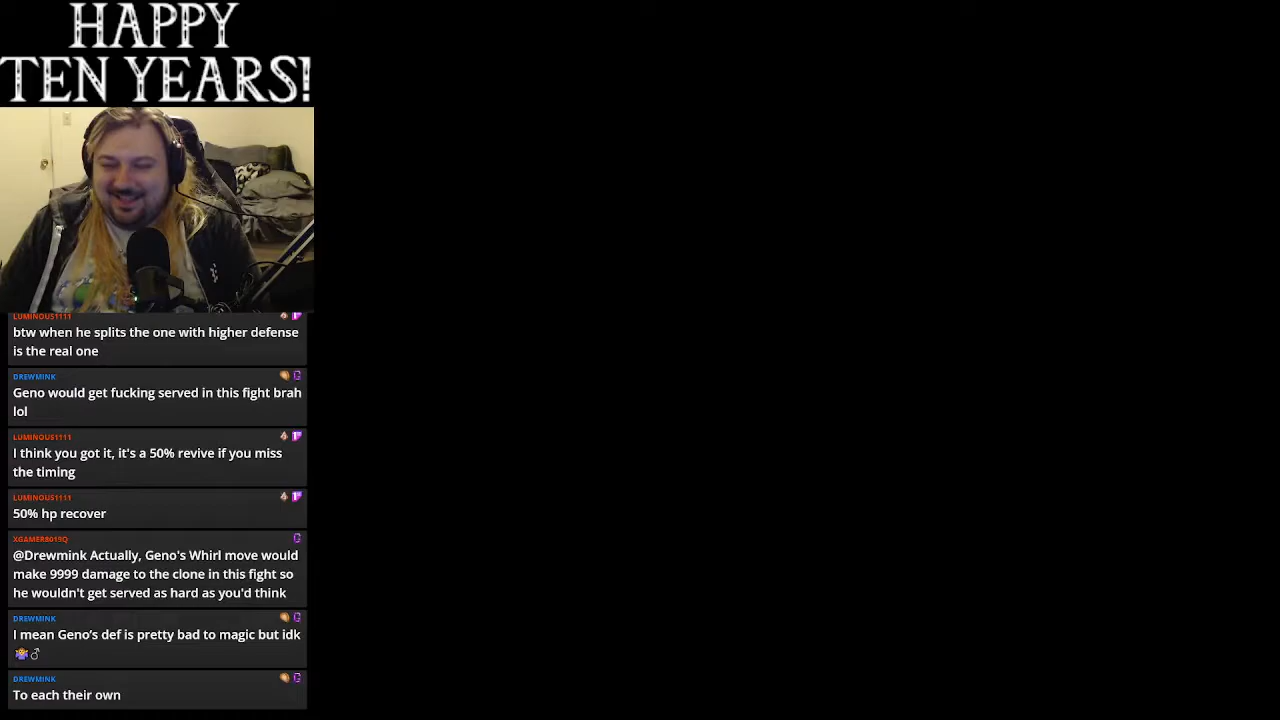 HAPPY
TEN YEARS!
LUMINOUS1111
btw when he splits the one with higher defense
is the real one
DREWMINK
Geno would get fucking served in this fight brah
lol
LUMINOUS1111
I think you got it, it's a 50% revive if you miss
the timing
LUMINOUS1111
50% hp recover
XGAMER8019Q
@Drewmink Actually, Geno's Whirl move would
make 9999 damage to the clone in this fight so
he wouldn't get served as hard as you'd think
DREWMINK
I mean Geno’s def is pretty bad to magic but idk
🤷♂
DREWMINK
To each their own